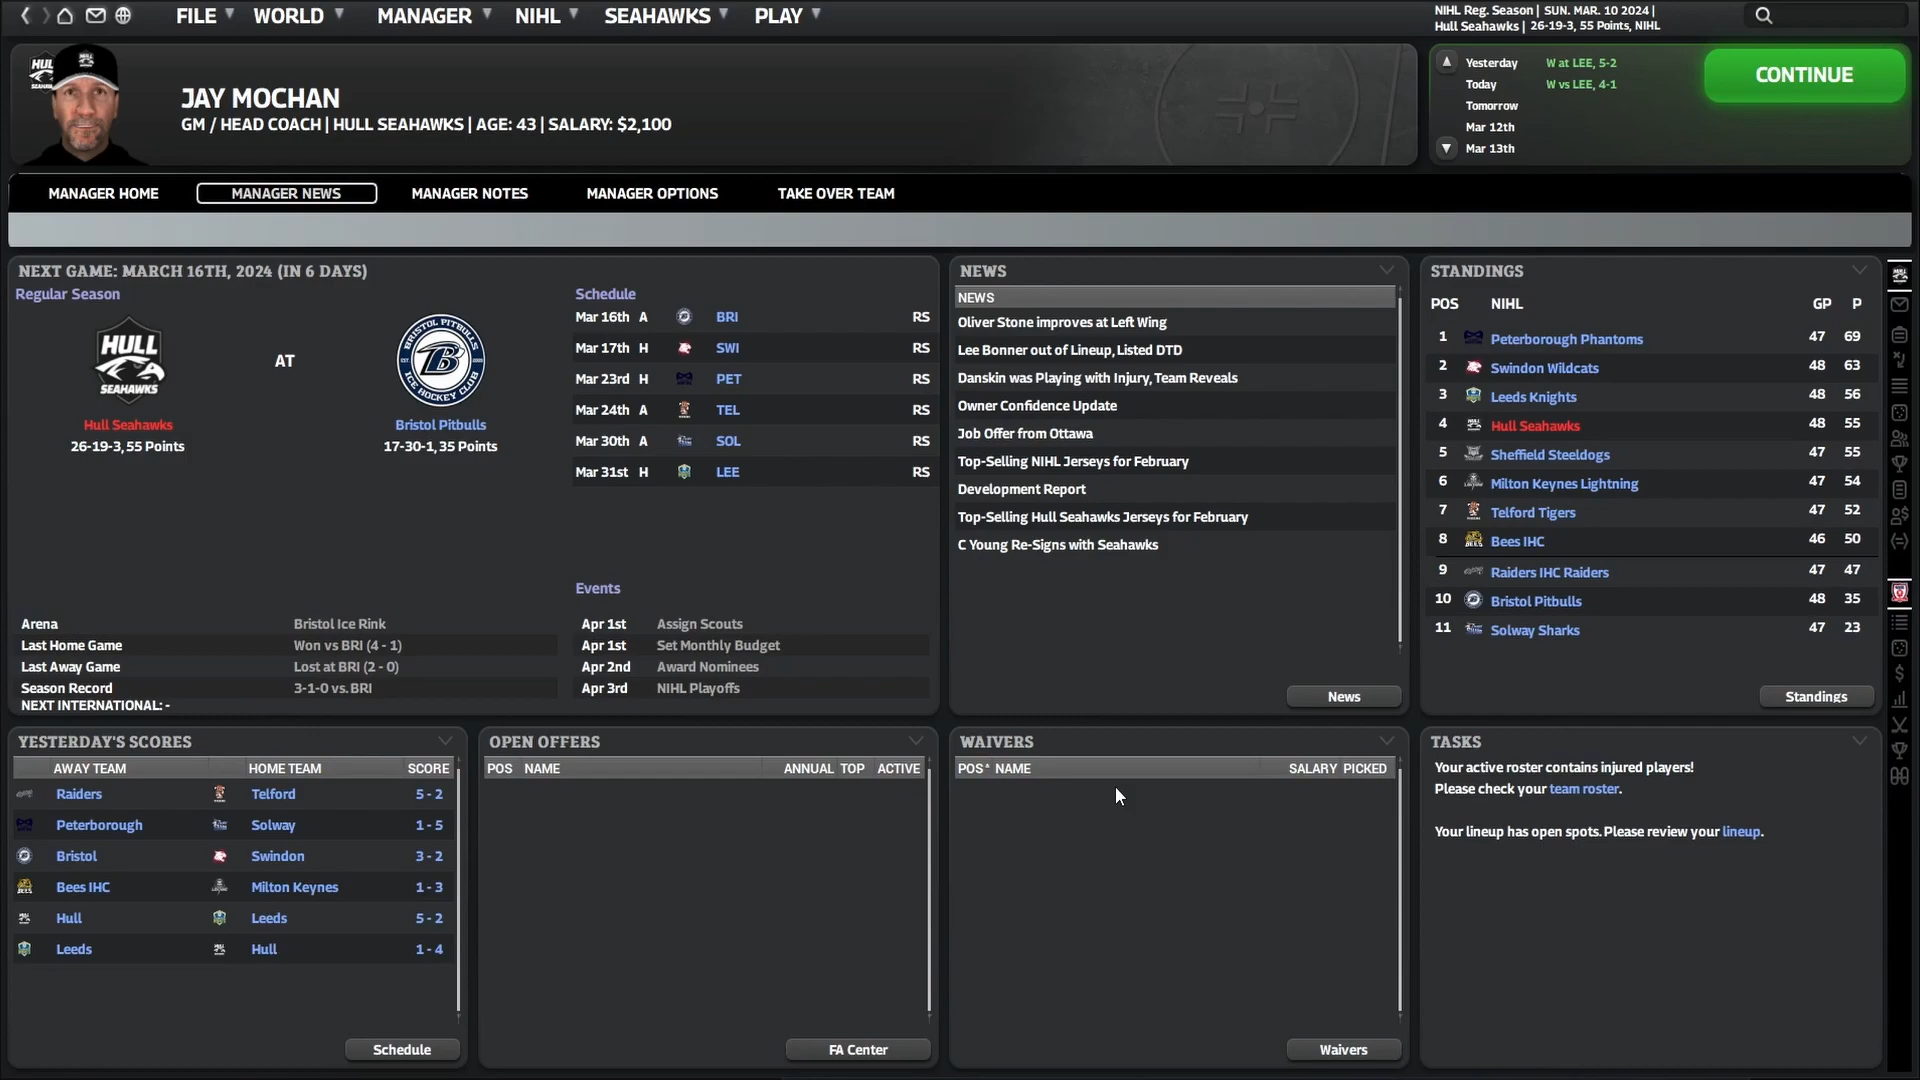 FILE WORLD MANAGER NIHL SEAHAWKS PLAY
NIHL Reg. Season | SUN. MAR. 10 2024 |
Hull Seahawks | 26-19-3, 55 Points, NIHL
JAY MOCHAN
GM / HEAD COACH | HULL SEAHAWKS | AGE: 43 | SALARY: $2,100
Yesterday W at LEE, 5-2
Today W vs LEE, 4-1
Tomorrow
Mar 12th
Mar 13th
CONTINUE
MANAGER HOME MANAGER NEWS MANAGER NOTES MANAGER OPTIONS TAKE OVER TEAM
NEXT GAME: MARCH 16TH, 2024 (IN 6 DAYS)
Regular Season
HULL
SEAHAWKS
AT
BRISTOL PITBULLS
B
ICE HOCKEY CLUB
Hull Seahawks
26-19-3, 55 Points
Bristol Pitbulls
17-30-1, 35 Points
Schedule
Mar 16th A BRI RS
Mar 17th H SWI RS
Mar 23rd H PET RS
Mar 24th A TEL RS
Mar 30th A SOL RS
Mar 31st H LEE RS
Arena Bristol Ice Rink
Last Home Game Won vs BRI (4 - 1)
Last Away Game Lost at BRI (2 - 0)
Season Record 3-1-0 vs. BRI
NEXT INTERNATIONAL: -
Events
Apr 1st Assign Scouts
Apr 1st Set Monthly Budget
Apr 2nd Award Nominees
Apr 3rd NIHL Playoffs
NEWS
NEWS
Oliver Stone improves at Left Wing
Lee Bonner out of Lineup, Listed DTD
Danskin was Playing with Injury, Team Reveals
Owner Confidence Update
Job Offer from Ottawa
Top-Selling NIHL Jerseys for February
Development Report
Top-Selling Hull Seahawks Jerseys for February
C Young Re-Signs with Seahawks
News
STANDINGS
POS NIHL GP P
1 Peterborough Phantoms 47 69
2 Swindon Wildcats 48 63
3 Leeds Knights 48 56
4 Hull Seahawks 48 55
5 Sheffield Steeldogs 47 55
6 Milton Keynes Lightning 47 54
7 Telford Tigers 47 52
8 Bees IHC 46 50
9 Raiders IHC Raiders 47 47
10 Bristol Pitbulls 48 35
11 Solway Sharks 47 23
Standings
YESTERDAY'S SCORES
AWAY TEAM HOME TEAM SCORE
Raiders Telford 5 - 2
Peterborough Solway 1 - 5
Bristol Swindon 3 - 2
Bees IHC Milton Keynes 1 - 3
Hull Leeds 5 - 2
Leeds Hull 1 - 4
Schedule
OPEN OFFERS
POS NAME ANNUAL TOP ACTIVE
FA Center
WAIVERS
POS NAME SALARY PICKED
Waivers
TASKS
Your active roster contains injured players!
Please check your team roster.
Your lineup has open spots. Please review your lineup.